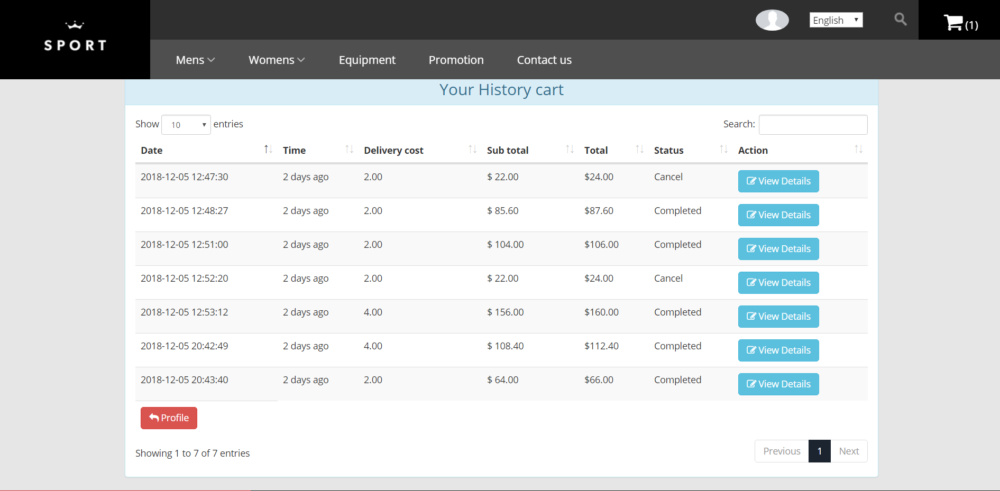 SPORT
English
(1)
Mens Womens Equipment Promotion Contact us
Your History cart
Show 10 entries Search:
Date Time Delivery cost Sub total Total Status Action
2018-12-05 12:47:30 2 days ago 2.00 $ 22.00 $24.00 Cancel View Details
2018-12-05 12:48:27 2 days ago 2.00 $ 85.60 $87.60 Completed View Details
2018-12-05 12:51:00 2 days ago 2.00 $ 104.00 $106.00 Completed View Details
2018-12-05 12:52:20 2 days ago 2.00 $ 22.00 $24.00 Cancel View Details
2018-12-05 12:53:12 2 days ago 4.00 $ 156.00 $160.00 Completed View Details
2018-12-05 20:42:49 2 days ago 4.00 $ 108.40 $112.40 Completed View Details
2018-12-05 20:43:40 2 days ago 2.00 $ 64.00 $66.00 Completed View Details
Profile
Showing 1 to 7 of 7 entries Previous 1 Next